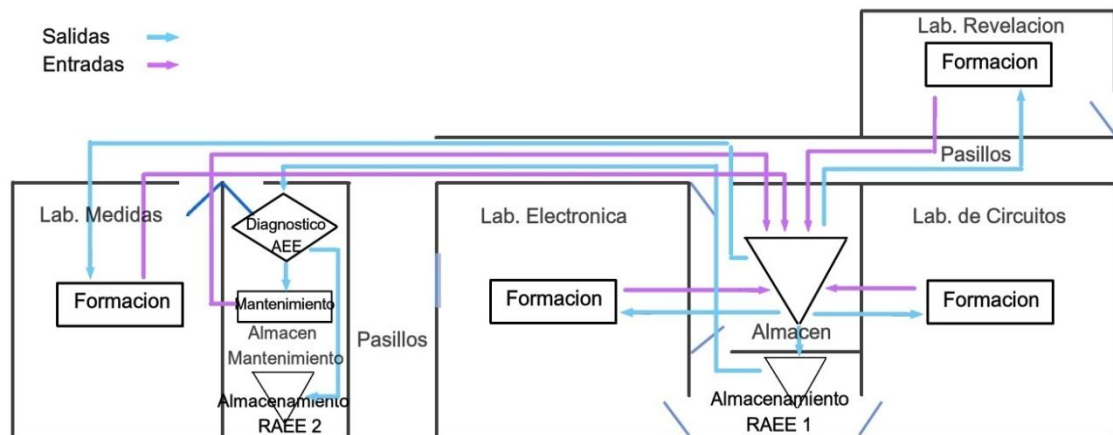 Salidas
Entradas
Lab. Revelacion
Formacion
Pasillos
Lab. Medidas
Diagnostico
AEE
Formacion
Mantenimiento
Almacen
Mantenimiento
Almacenamiento
RAEE 2
Pasillos
Lab. Electronica
Formacion
Almacen
Almacenamiento
RAEE 1
Lab. de Circuitos
Formacion